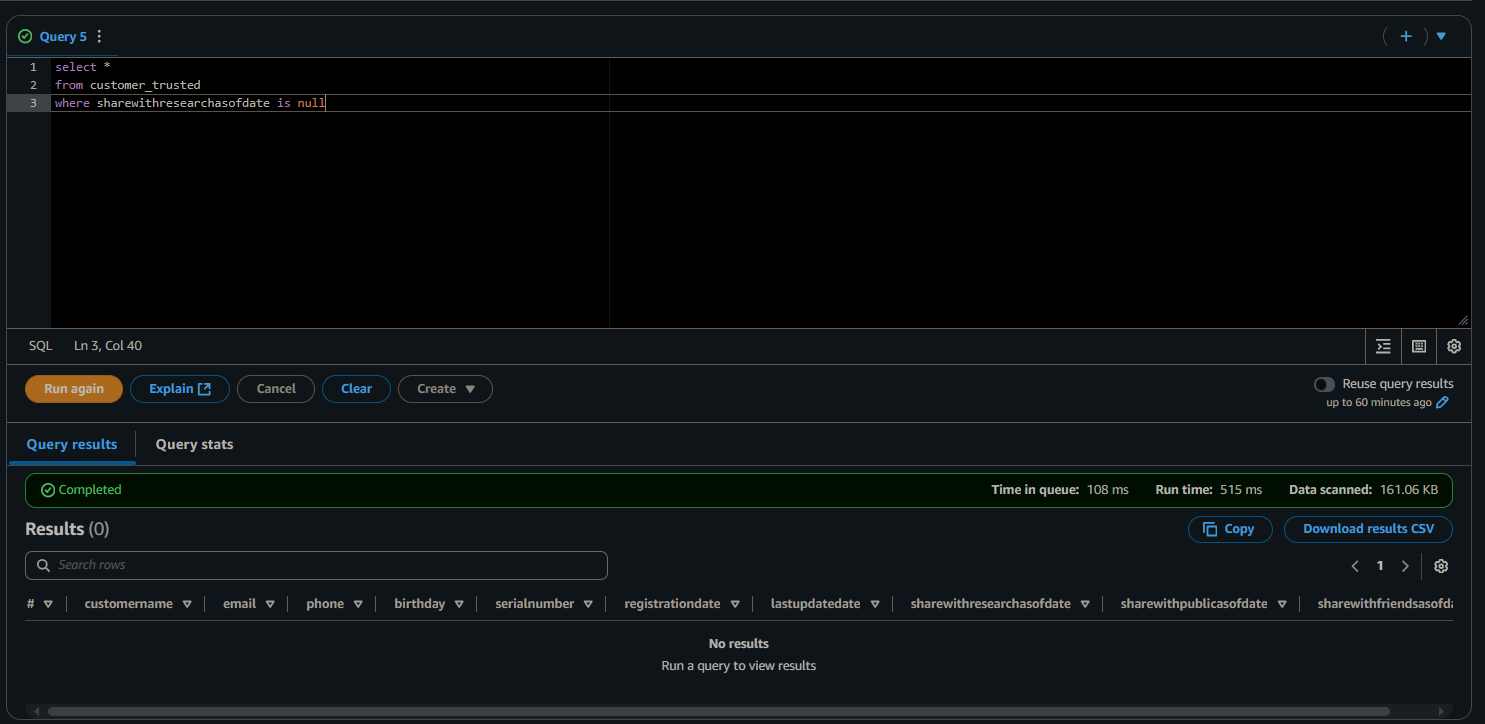 Query 5
1 select *
2 from customer_trusted
3 where sharewithresearchasofdate is null
SQL Ln 3, Col 40
Run again Explain Cancel Clear Create
Reuse query results
up to 60 minutes ago
Query results Query stats
Completed Time in queue: 108 ms Run time: 515 ms Data scanned: 161.06 KB
Results (0) Copy Download results CSV
Search rows 1
# customername email phone birthday serialnumber registrationdate lastupdatedate sharewithresearchasofdate sharewithpublicasofdate sharewithfriendsasofda
No results
Run a query to view results